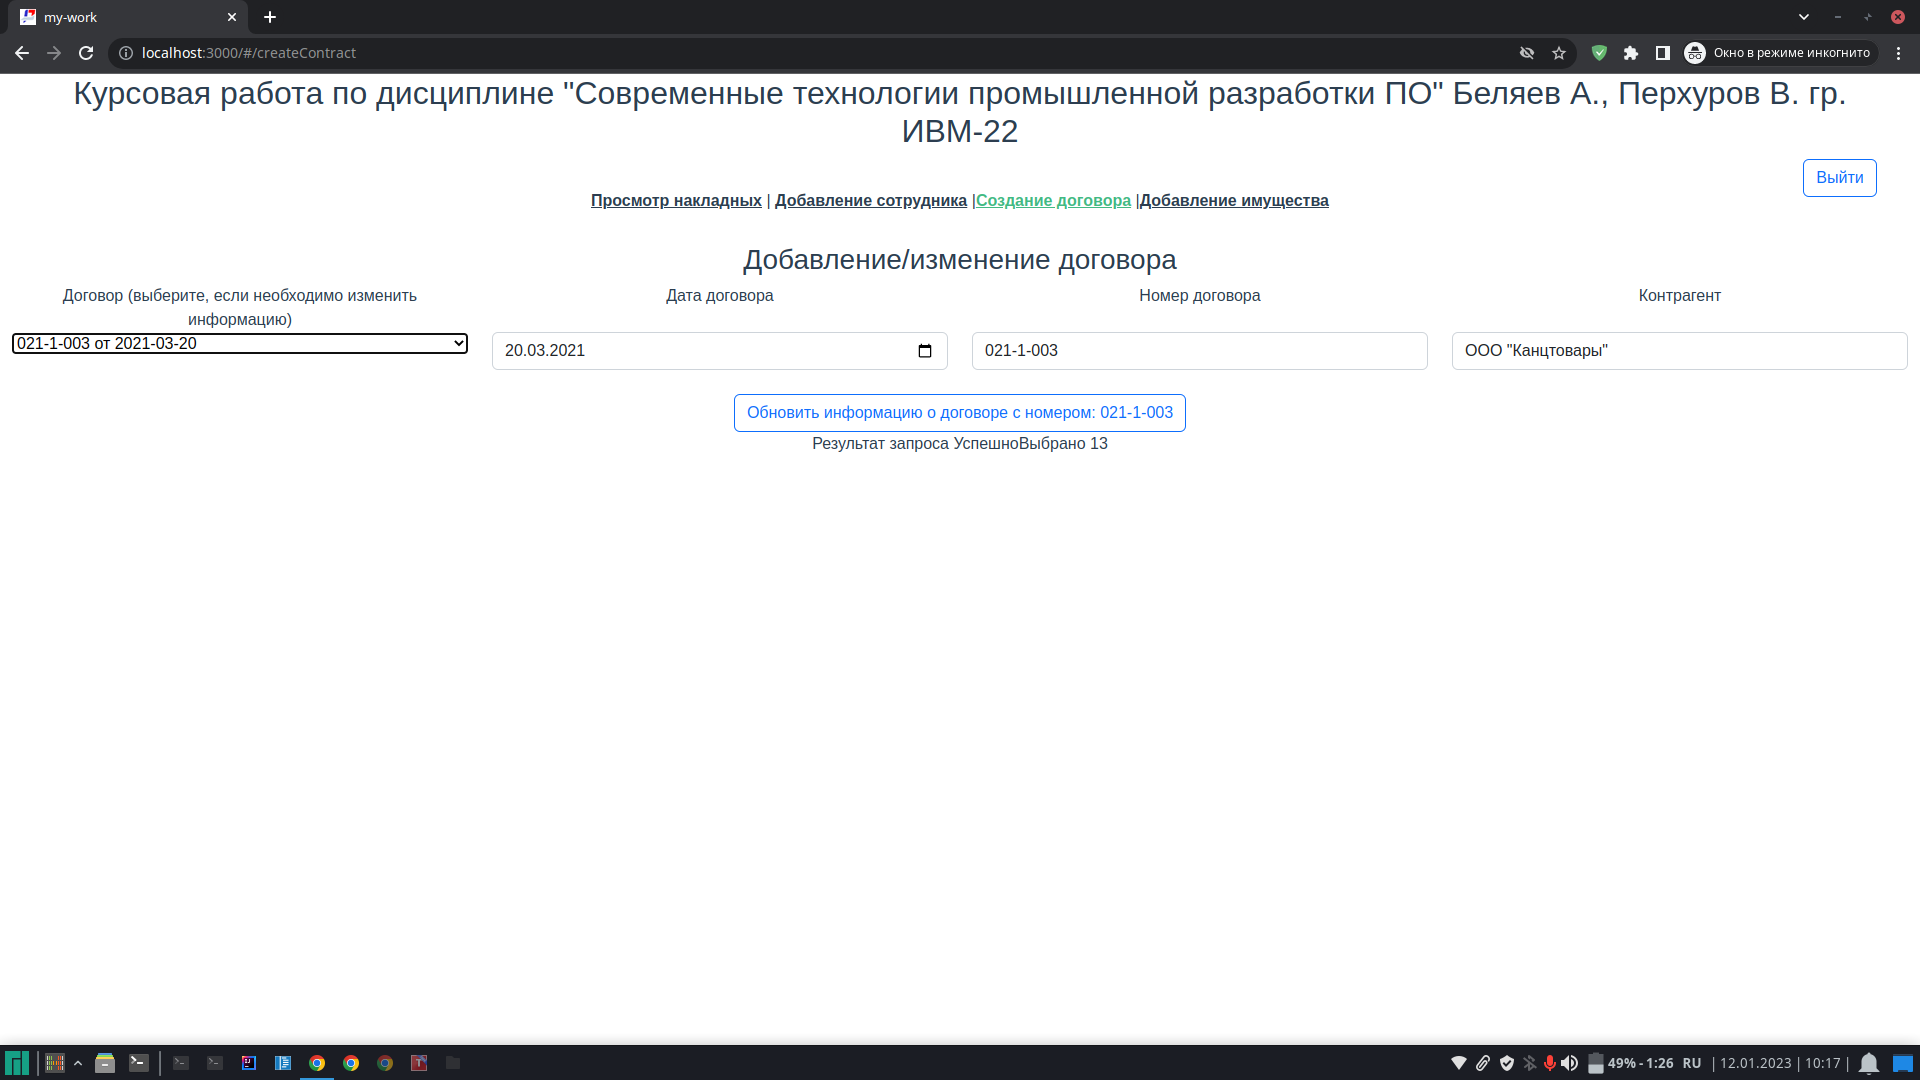 my-work
localhost:3000/#/createContract
Окно в режиме инкогнито
Курсовая работа по дисциплине "Современные технологии промышленной разработки ПО" Беляев А., Перхуров В. гр.
ИВМ-22
Выйти
Просмотр накладных | Добавление сотрудника |Создание договора |Добавление имущества
Добавление/изменение договора
Договор (выберите, если необходимо изменить
информацию)
Дата договора
Номер договора
Контрагент
021-1-003 от 2021-03-20
20.03.2021
021-1-003
ООО "Канцтовары"
Обновить информацию о договоре с номером: 021-1-003
Результат запроса УспешноВыбрано 13
49% - 1:26 RU | 12.01.2023 | 10:17 |